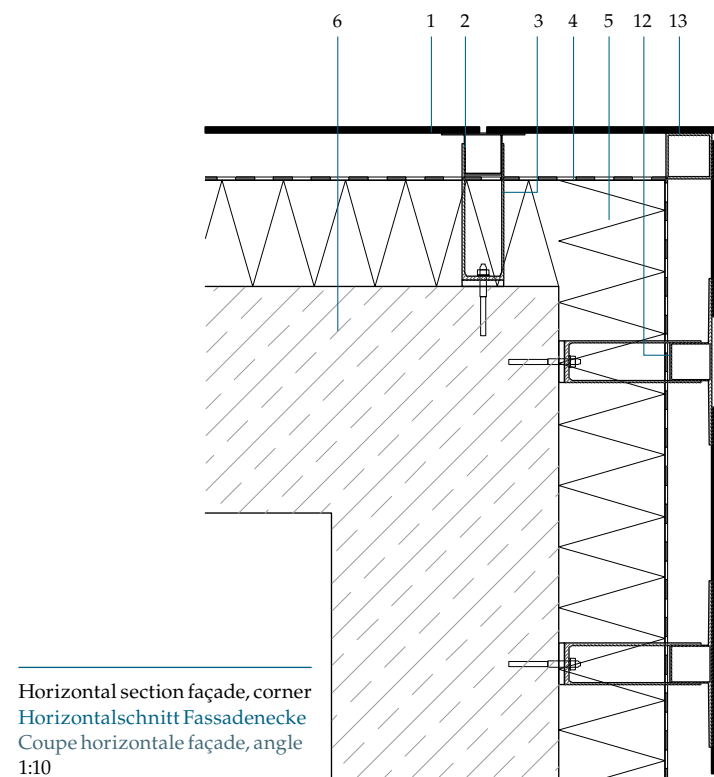 6 1 2 3 4 5 12 13
Horizontal section façade, corner
Horizontalschnitt Fassadenecke
Coupe horizontale façade, angle
1:10